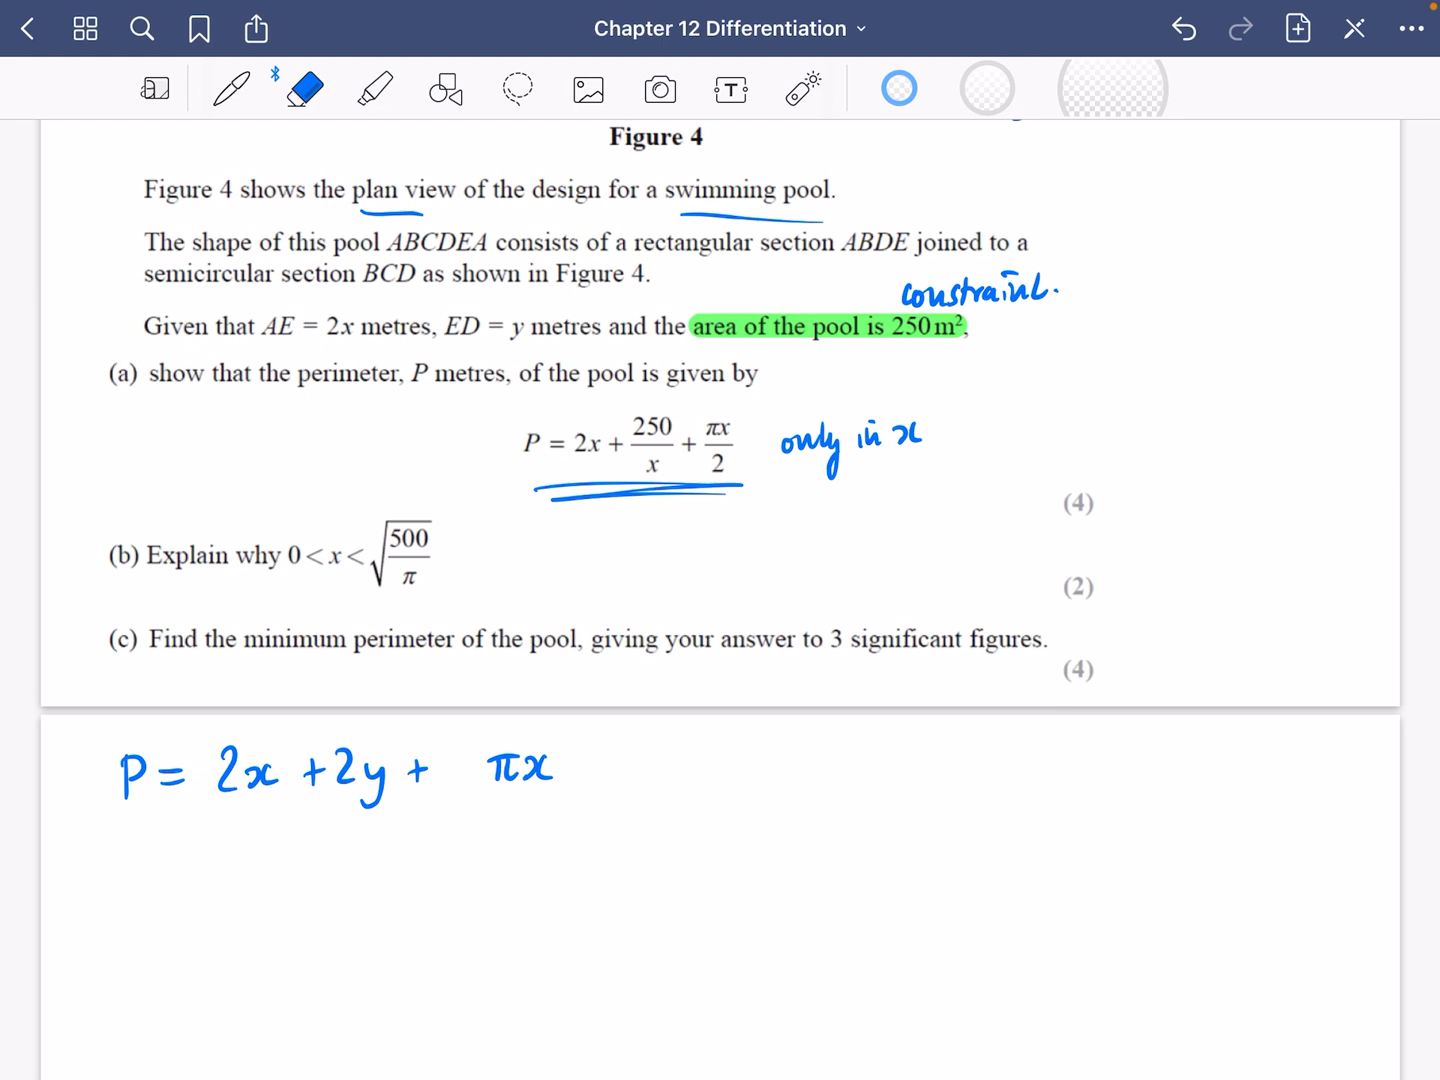 Chapter 12 Differentiation
Figure 4
Figure 4 shows the plan view of the design for a swimming pool.
The shape of this pool ABCDEA consists of a rectangular section ABDE joined to a
semicircular section BCD as shown in Figure 4.
constraint.
Given that AE = 2x metres, ED = y metres and the area of the pool is 250 m²,
(a) show that the perimeter, P metres, of the pool is given by
P = 2x + 250/x + πx/2 only in x
(4)
(b) Explain why 0 < x < √(500/π)
(2)
(c) Find the minimum perimeter of the pool, giving your answer to 3 significant figures.
(4)
P = 2x + 2y + πx